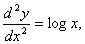 d²y/dx² = log x,